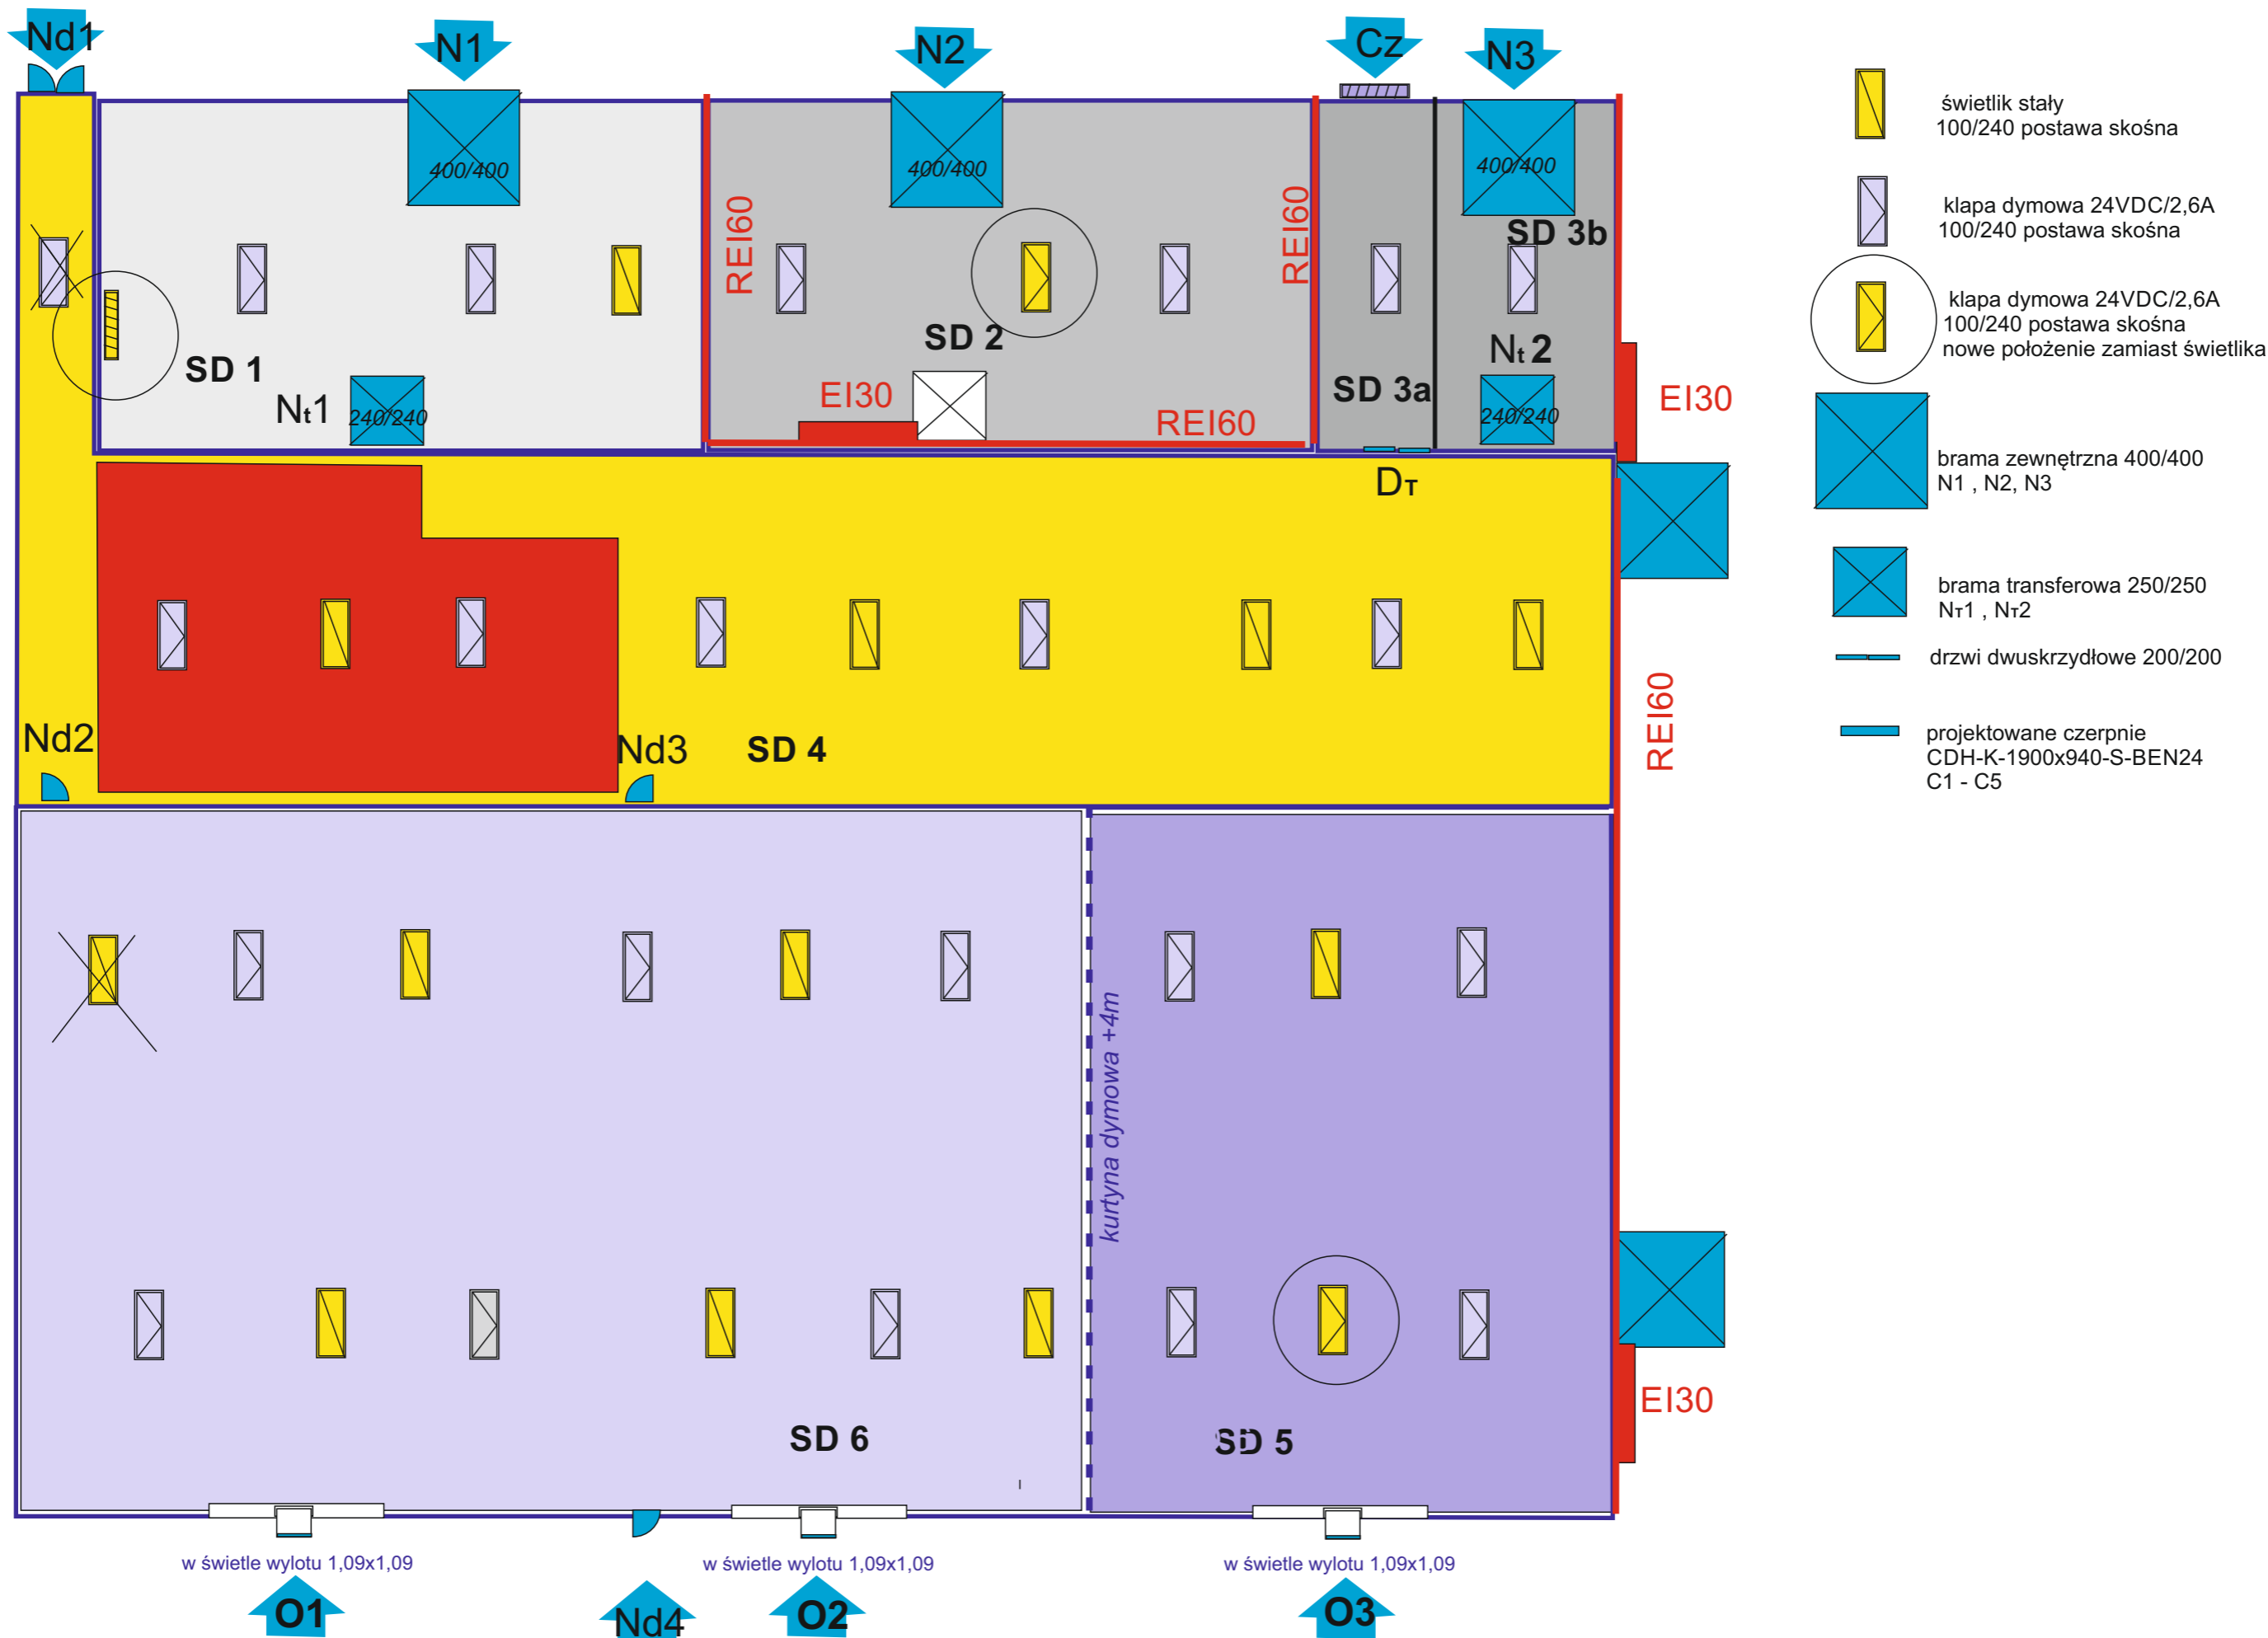 Nd1
N1
N2
Cz
N3
400/400
400/400
400/400
REI60
REI60
SD 3b
SD 1
SD 2
Nt 2
Nt1
240/240
EI30
REI60
SD 3a
240/240
EI30
DT
Nd2
Nd3
SD 4
REI60
kurtyna dymowa +4m
SD 6
SD 5
EI30
w świetle wylotu 1,09x1,09
w świetle wylotu 1,09x1,09
w świetle wylotu 1,09x1,09
O1
Nd4
O2
O3
świetlik stały
100/240 postawa skośna
klapa dymowa 24VDC/2,6A
100/240 postawa skośna
klapa dymowa 24VDC/2,6A
100/240 postawa skośna
nowe położenie zamiast świetlika
brama zewnętrzna 400/400
N1 , N2, N3
brama transferowa 250/250
NT1 , NT2
drzwi dwuskrzydłowe 200/200
projektowane czerpnie
CDH-K-1900x940-S-BEN24
C1 - C5